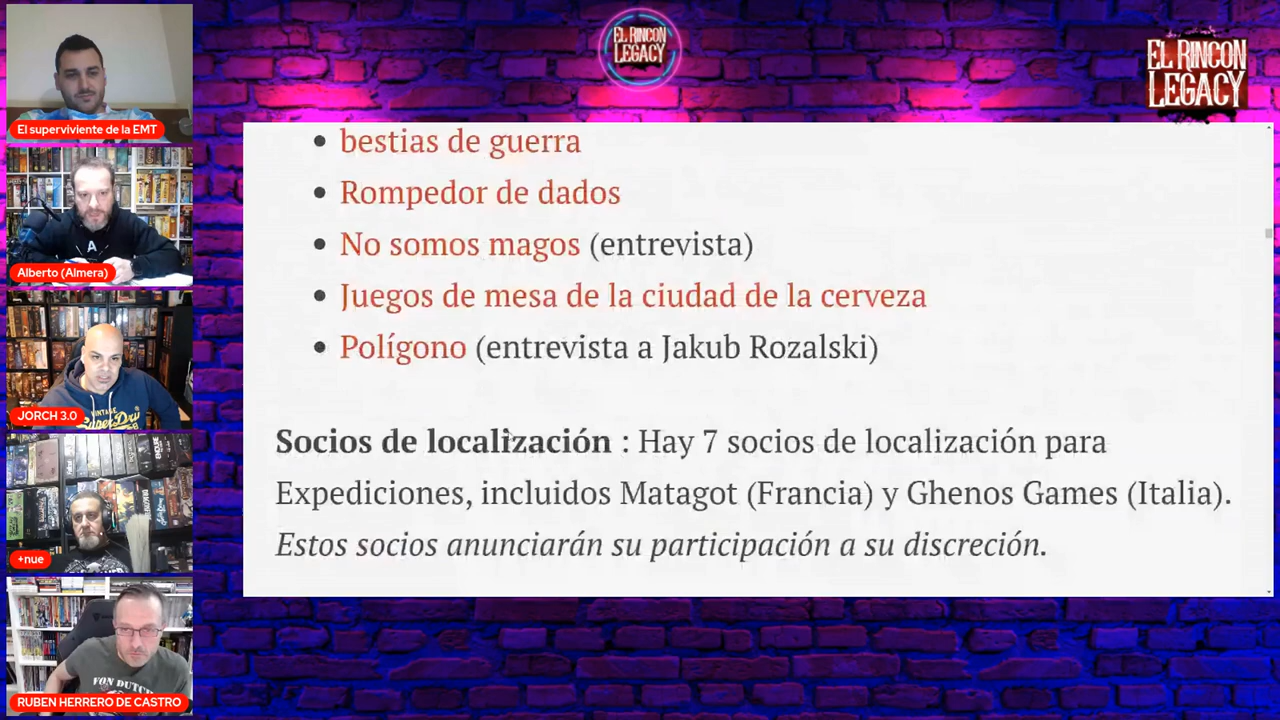 EL RINCON
LEGACY
EL RINCON
LEGACY
El superviviente de la EMT
Alberto (Almera)
JORCH 3.0
+nue
RUBEN HERRERO DE CASTRO
VINTAGE
VON DUTCH
• bestias de guerra
• Rompedor de dados
• No somos magos (entrevista)
• Juegos de mesa de la ciudad de la cerveza
• Polígono (entrevista a Jakub Rozalski)
Socios de localización : Hay 7 socios de localización para
Expediciones, incluidos Matagot (Francia) y Ghenos Games (Italia).
Estos socios anunciarán su participación a su discreción.